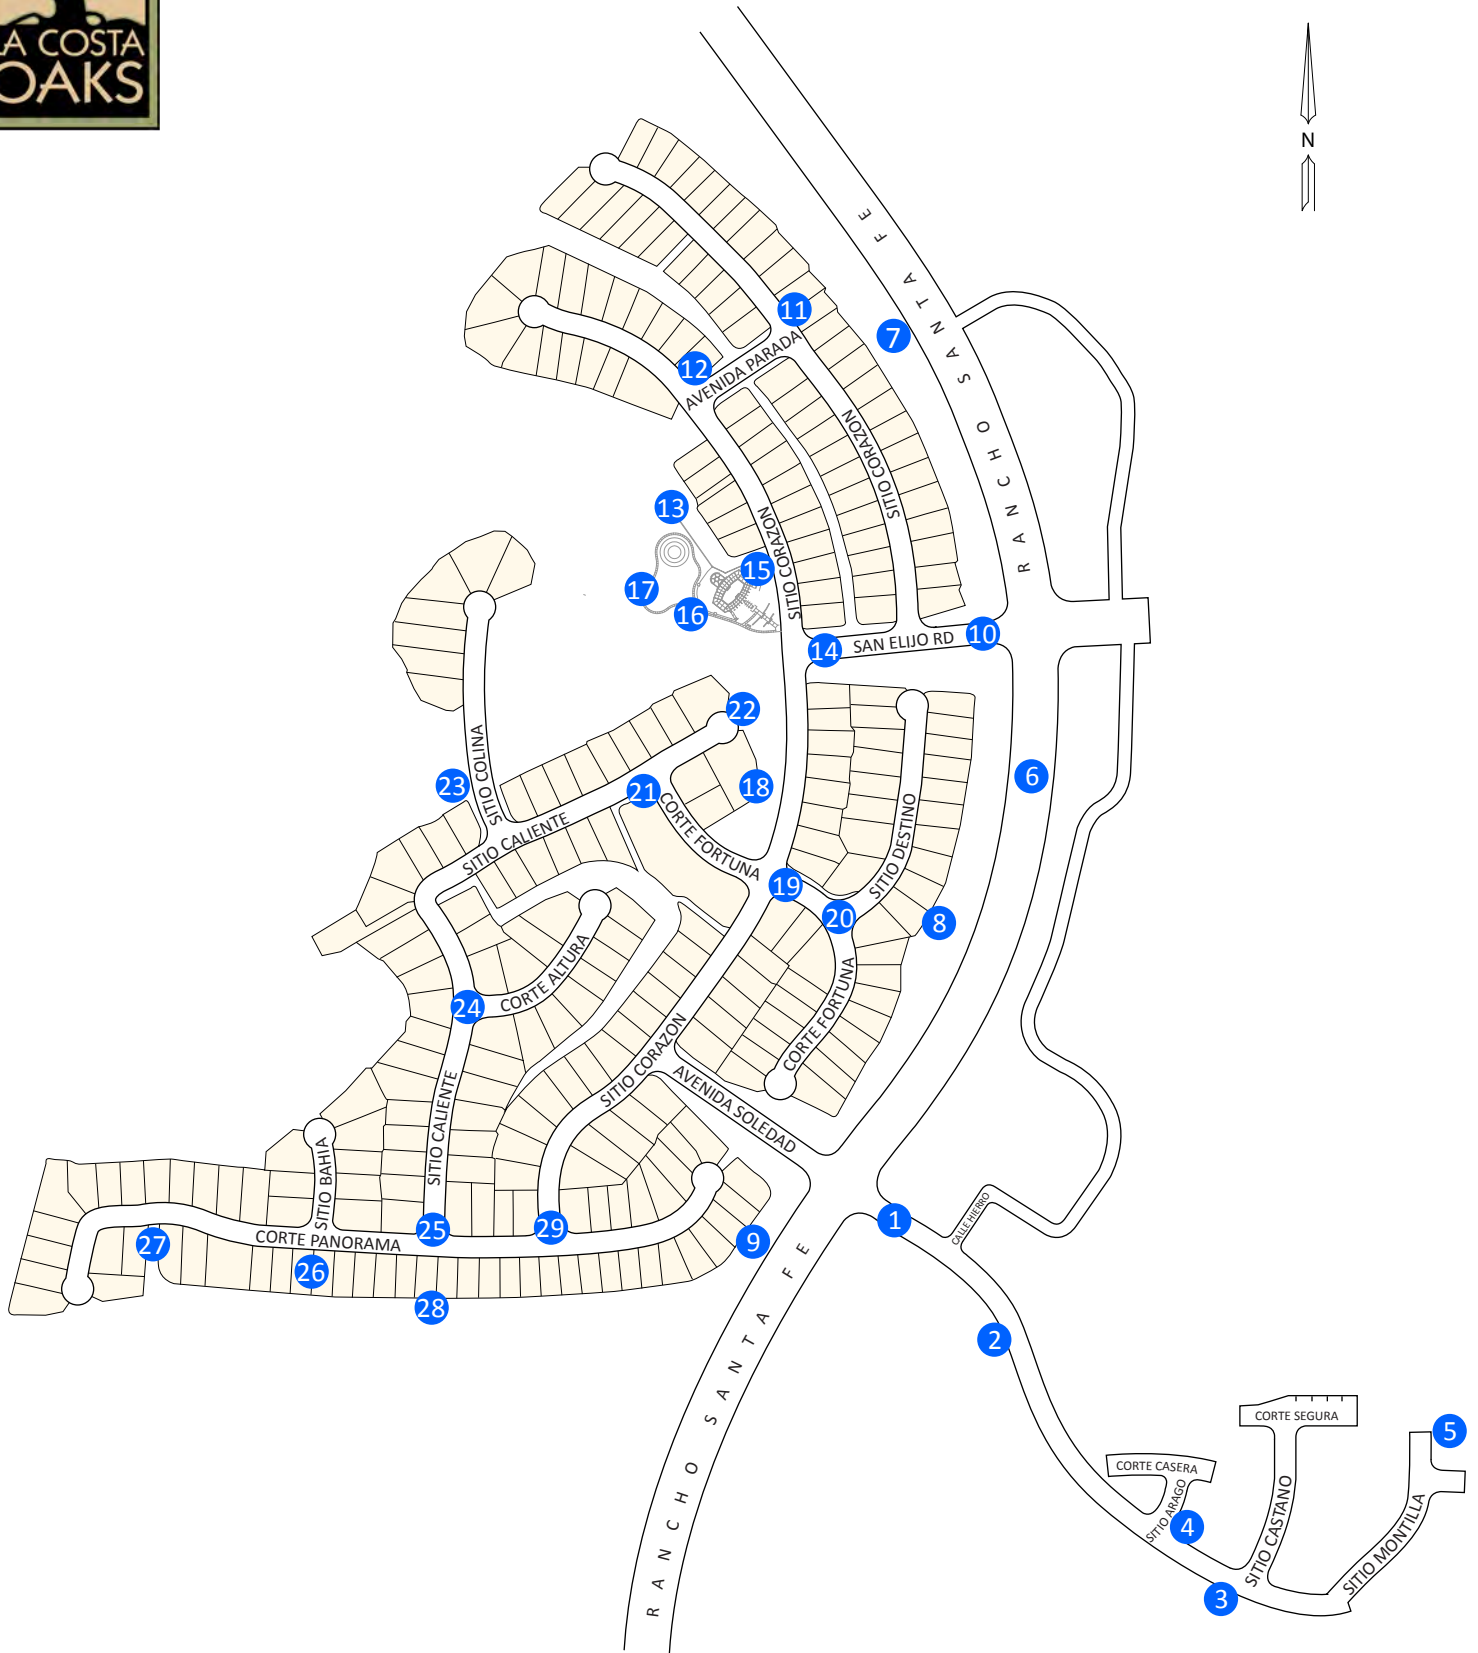 LA COSTA
OAKS
N
RANCHO SANTA FE
11
7
12
AVENIDA PARADA
SITIO CORAZON
13
SITIO CORAZON
15
17
16
14
SAN ELIJO RD
10
22
SITIO COLINA
23
21
18
6
CORTE FORTUNA
SITIO CALIENTE
SITIO DESTINO
19
20
8
CORTE ALTURA
24
CORTE FORTUNA
SITIO CORAZON
AVENIDA SOLEDAD
SITIO CALIENTE
SITIO BAHIA
25
29
1
CALLE HIERRO
27
CORTE PANORAMA
9
26
28
2
RANCHO SANTA FE
CORTE SEGURA
5
CORTE CASERA
SITIO ARAGO
4
SITIO CASTANO
SITIO MONTILLA
3